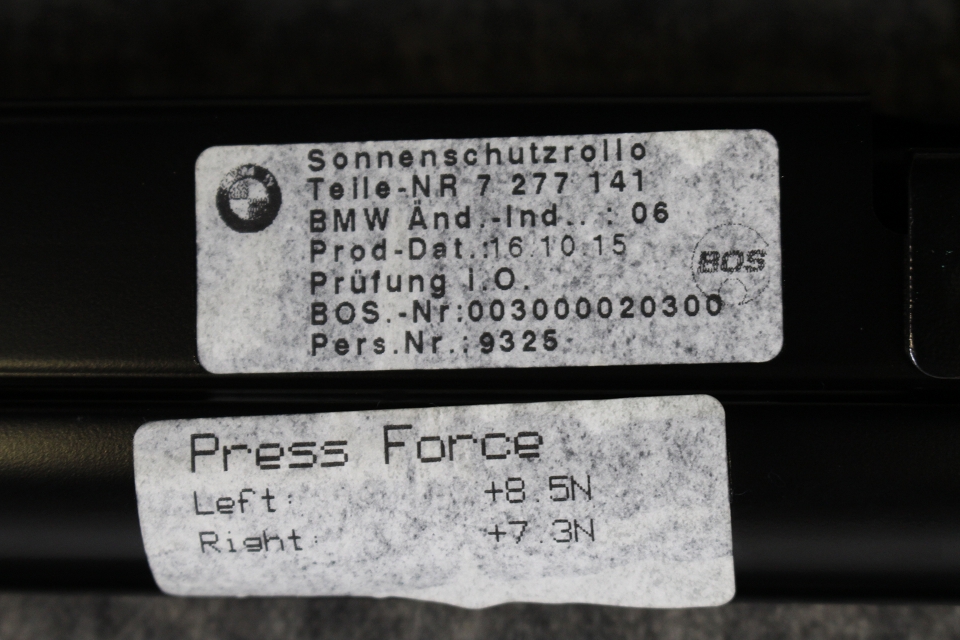 Sonnenschutzrollo
Teile-NR 7 277 141
BMW Änd.-Ind..: 06
Prod-Dat.:16.10.15
Prüfung I.O.
BOS
BOS.-Nr:003000020300
Pers.Nr.:9325
Press Force
Left: +8.5N
Right: +7.3N